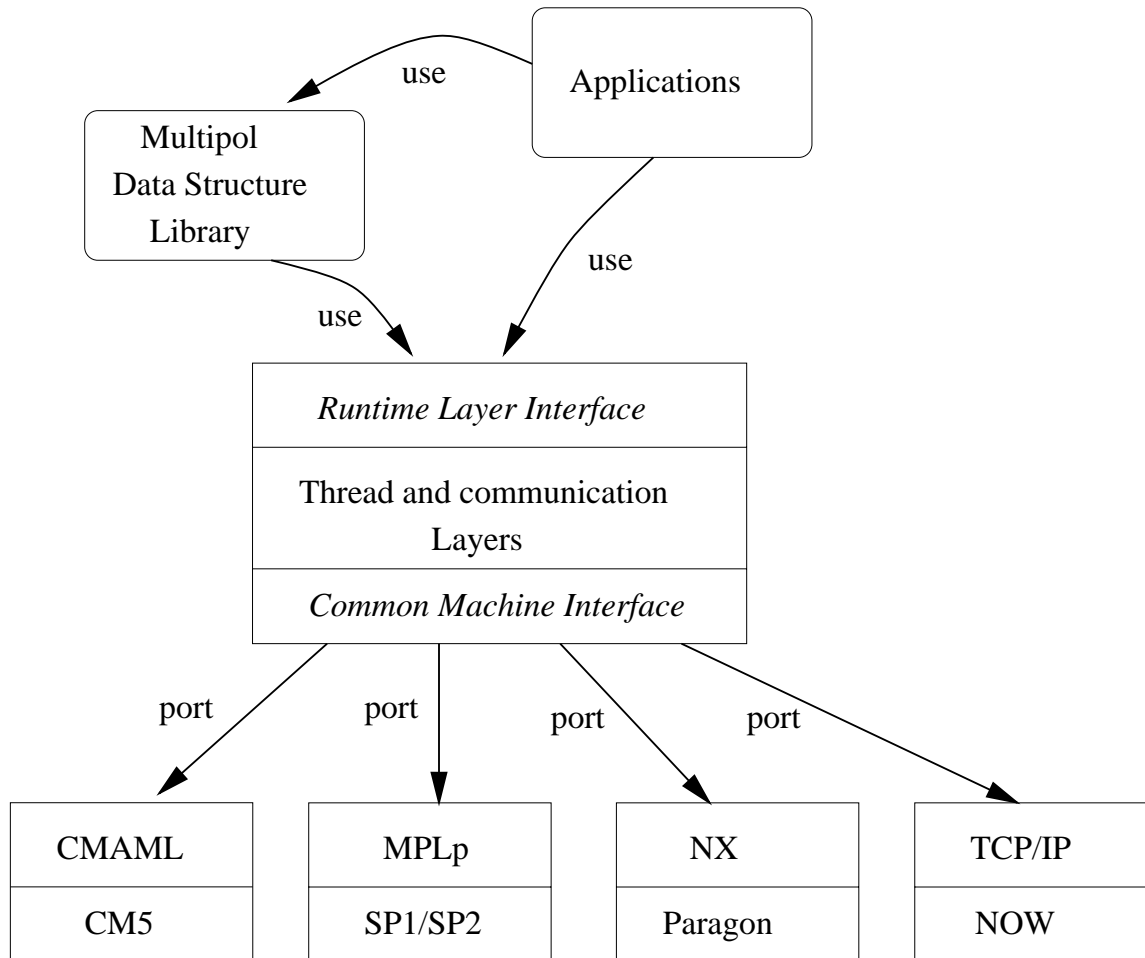 use
Applications
Multipol
Data Structure
Library
use
use
Runtime Layer Interface
Thread and communication
Layers
Common Machine Interface
port
port
port
port
CMAML
MPLp
NX
TCP/IP
CM5
SP1/SP2
Paragon
NOW